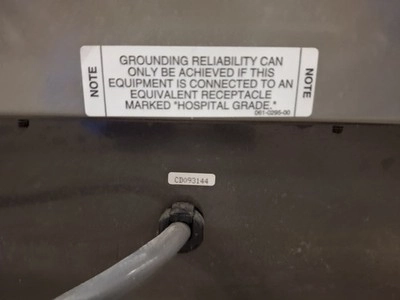 NOTE
GROUNDING RELIABILITY CAN
ONLY BE ACHIEVED IF THIS
EQUIPMENT IS CONNECTED TO AN
EQUIVALENT RECEPTACLE
MARKED "HOSPITAL GRADE."
061-0295-00
NOTE
CD093144